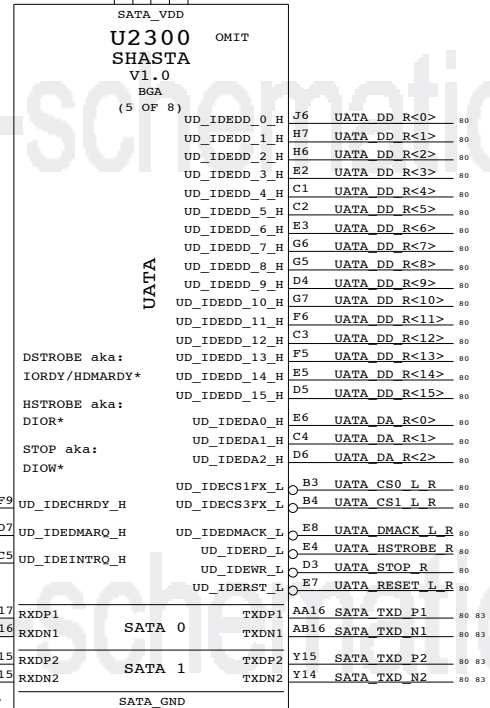 SATA_VDD
U2300 OMIT
SHASTA
V1.0
BGA
(5 OF 8)
UATA
UD_IDEDD_0_H J6 UATA_DD_R<0> 80
UD_IDEDD_1_H H7 UATA_DD_R<1> 80
UD_IDEDD_2_H H6 UATA_DD_R<2> 80
UD_IDEDD_3_H E2 UATA_DD_R<3> 80
UD_IDEDD_4_H C1 UATA_DD_R<4> 80
UD_IDEDD_5_H C2 UATA_DD_R<5> 80
UD_IDEDD_6_H E3 UATA_DD_R<6> 80
UD_IDEDD_7_H G6 UATA_DD_R<7> 80
UD_IDEDD_8_H G5 UATA_DD_R<8> 80
UD_IDEDD_9_H D4 UATA_DD_R<9> 80
UD_IDEDD_10_H G7 UATA_DD_R<10> 80
UD_IDEDD_11_H F6 UATA_DD_R<11> 80
UD_IDEDD_12_H C3 UATA_DD_R<12> 80
DSTROBE aka: UD_IDEDD_13_H F5 UATA_DD_R<13> 80
IORDY/HDMARDY* UD_IDEDD_14_H E5 UATA_DD_R<14> 80
UD_IDEDD_15_H D5 UATA_DD_R<15> 80
HSTROBE aka:
DIOR* UD_IDEDA0_H E6 UATA_DA_R<0> 80
UD_IDEDA1_H C4 UATA_DA_R<1> 80
STOP aka:
UD_IDEDA2_H D6 UATA_DA_R<2> 80
DIOW*
UD_IDECS1FX_L B3 UATA_CS0_L_R 80
F9 UD_IDECHRDY_H UD_IDECS3FX_L B4 UATA_CS1_L_R 80
D7 UD_IDEDMARQ_H UD_IDEDMACK_L E8 UATA_DMACK_L_R 80
UD_IDERD_L E4 UATA_HSTROBE_R 80
C5 UD_IDEINTRQ_H
UD_IDEWR_L D3 UATA_STOP_R 80
UD_IDERST_L E7 UATA_RESET_L_R 80
17 RXDP1 TXDP1 AA16 SATA_TXD_P1 80 83
SATA 0
16 RXDN1 TXDN1 AB16 SATA_TXD_N1 80 83
15 RXDP2 TXDP2 Y15 SATA_TXD_P2 80 83
SATA 1
15 RXDN2 TXDN2 Y14 SATA_TXD_N2 80 83
SATA_GND
-schematic
schematic